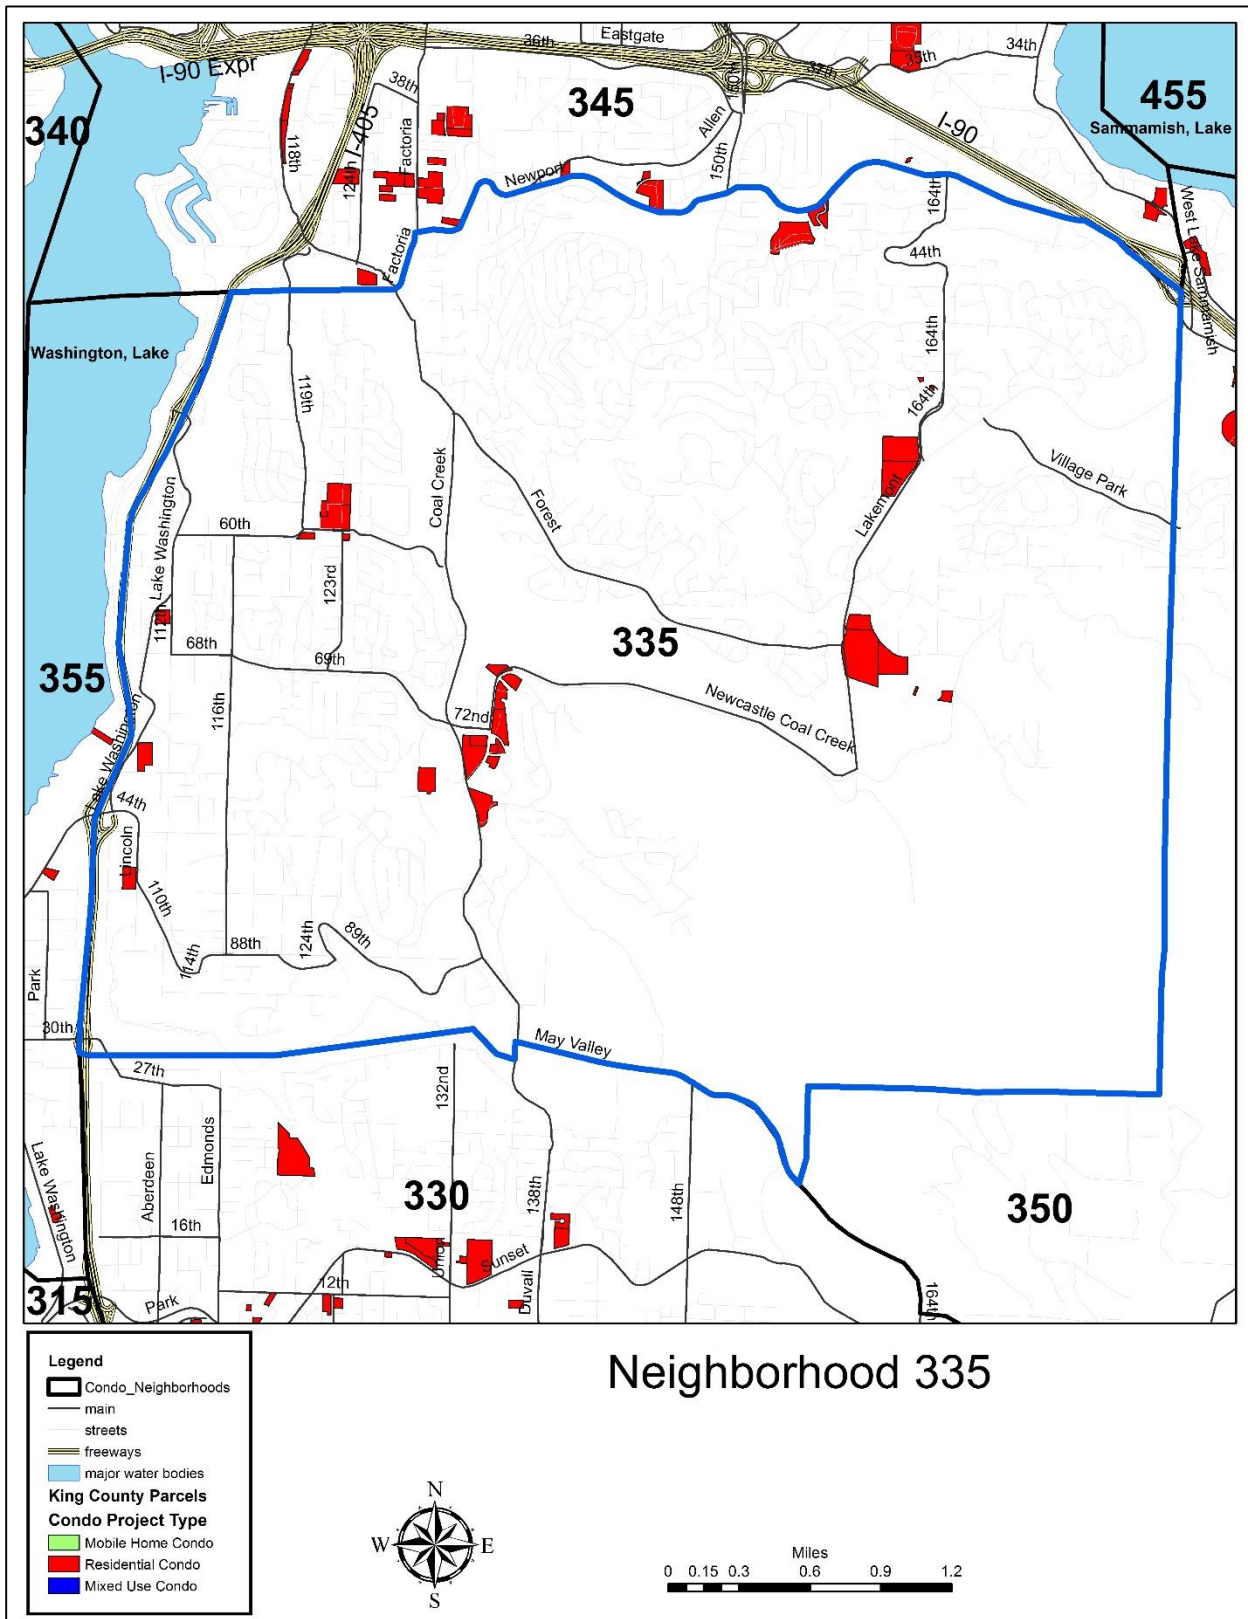 36th
Eastgate
34th
35th
37th
I-90 Expr
38th
150th
345
455
340
Sammamish, Lake
Allen
I-90
118th
I-405
Factoria
124th
150th
Newport
164th
West Lake Sammamish
44th
Factoria
Washington, Lake
164th
119th
164th
Coal Creek
Village Park
Forest
Lakemont
Lake Washington
60th
123rd
112th
68th
335
69th
355
116th
72nd
Newcastle Coal Creek
Lake Washington
44th
Lincoln
110th
89th
124th
88th
114th
Park
30th
May Valley
27th
132nd
Edmonds
Aberdeen
Lake Washington
330
138th
148th
350
16th
Union
Sunset
12th
Duvall
315
Park
164th
Neighborhood 335
Legend
Condo_Neighborhoods
main
streets
freeways
major water bodies
King County Parcels
Condo Project Type
Mobile Home Condo
Residential Condo
Mixed Use Condo
N
W
E
S
Miles
0 0.15 0.3 0.6 0.9 1.2